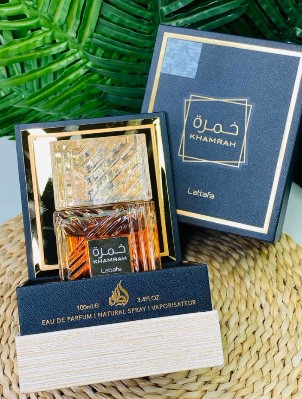 خمرة
KHAMRAH
Lattafa
خمرة
KHAMRAH
Lattafa
100ml ℮ 3.4FL.OZ
EAU DE PARFUM | NATURAL SPRAY | VAPORISATEUR